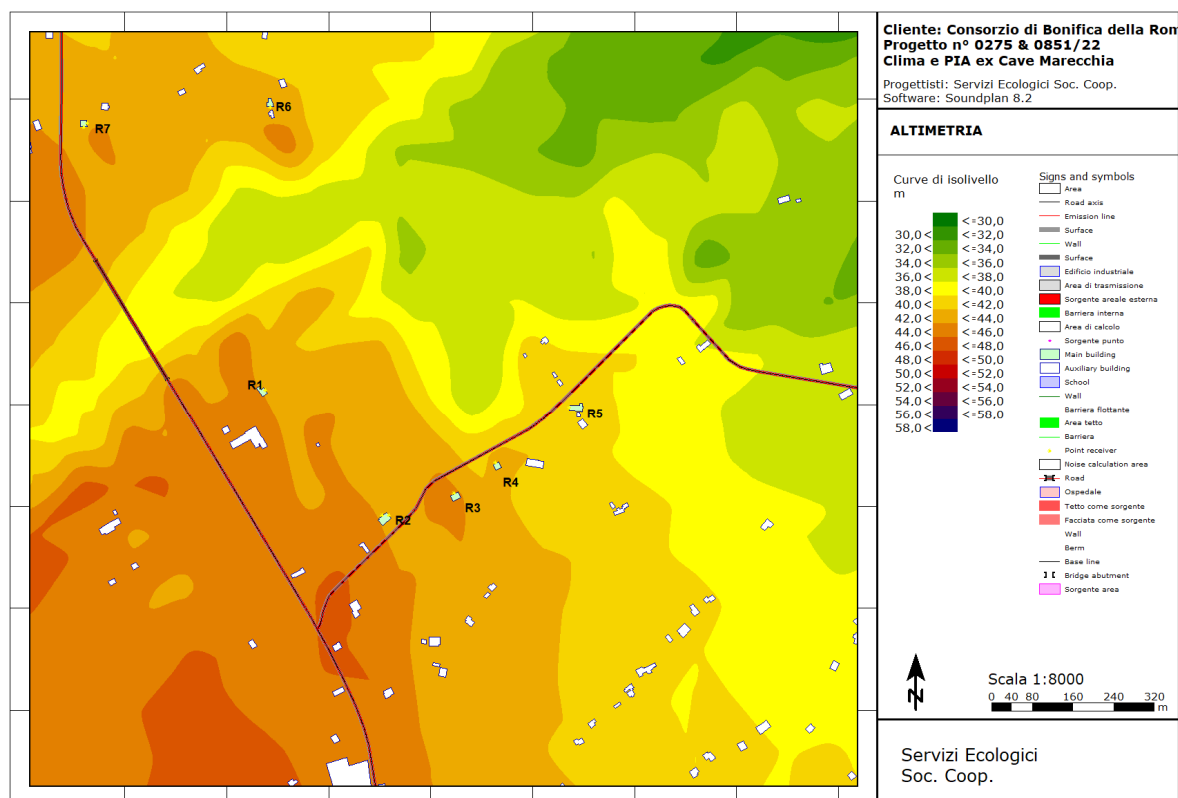 Cliente: Consorzio di Bonifica della Rom
Progetto n° 0275 & 0851/22
Clima e PIA ex Cave Marecchia
Progettisti: Servizi Ecologici Soc. Coop.
Software: Soundplan 8.2
ALTIMETRIA
Curve di isolivello
m
<=30,0
30,0< <=32,0
32,0< <=34,0
34,0< <=36,0
36,0< <=38,0
38,0< <=40,0
40,0< <=42,0
42,0< <=44,0
44,0< <=46,0
46,0< <=48,0
48,0< <=50,0
50,0< <=52,0
52,0< <=54,0
54,0< <=56,0
56,0< <=58,0
58,0<
Signs and symbols
Area
Road axis
Emission line
Surface
Wall
Surface
Edificio industriale
Area di trasmissione
Sorgente areale esterna
Barriera interna
Area di calcolo
Sorgente punto
Main building
Auxiliary building
School
Wall
Barriera flottante
Area tetto
Barriera
Point receiver
Noise calculation area
Road
Ospedale
Tetto come sorgente
Facciata come sorgente
Wall
Berm
Base line
Bridge abutment
Sorgente area
R6
R7
R1
R5
R4
R3
R2
N
Scala 1:8000
0 40 80 160 240 320
m
Servizi Ecologici
Soc. Coop.